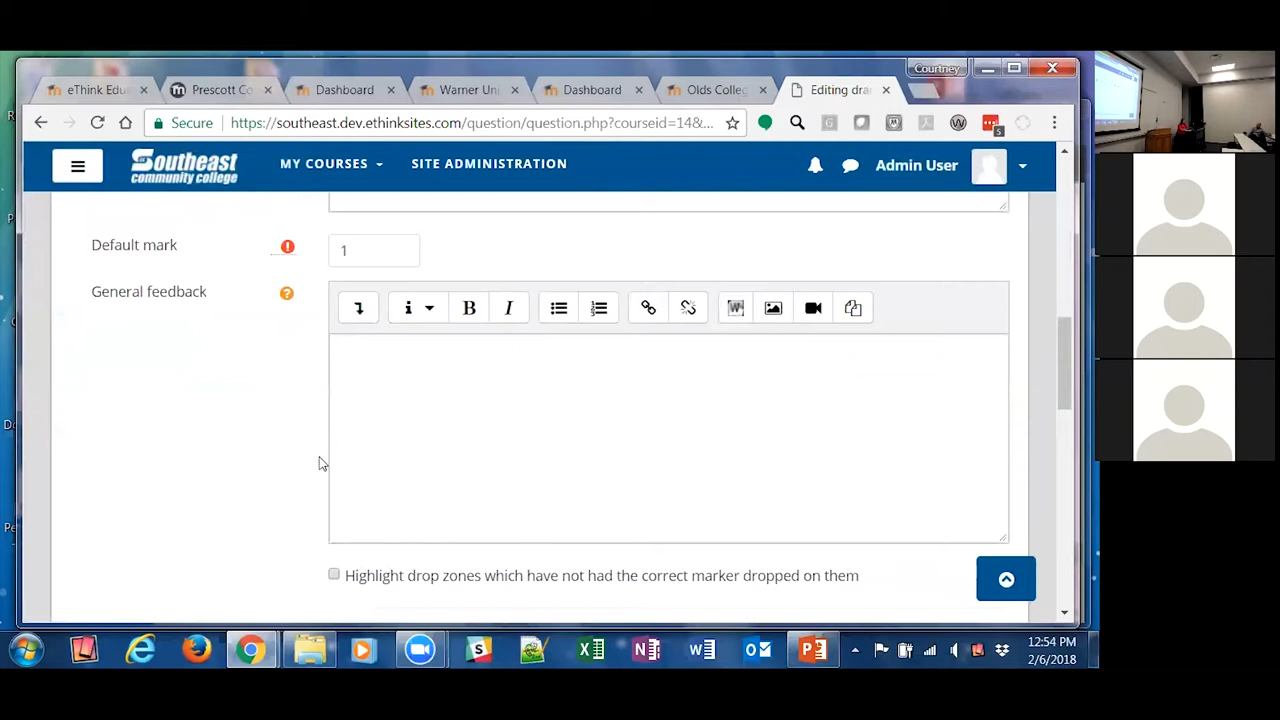 Courtney
eThink Edu
Prescott Co
Dashboard
Warner Uni
Dashboard
Olds Colleg
Editing dra
Secure
https://southeast.dev.ethinksites.com/question/question.php?courseid=14&...
5
Southeast
community college
MY COURSES
SITE ADMINISTRATION
Admin User
Default mark
1
General feedback
B I
Highlight drop zones which have not had the correct marker dropped on them
12:54 PM
2/6/2018